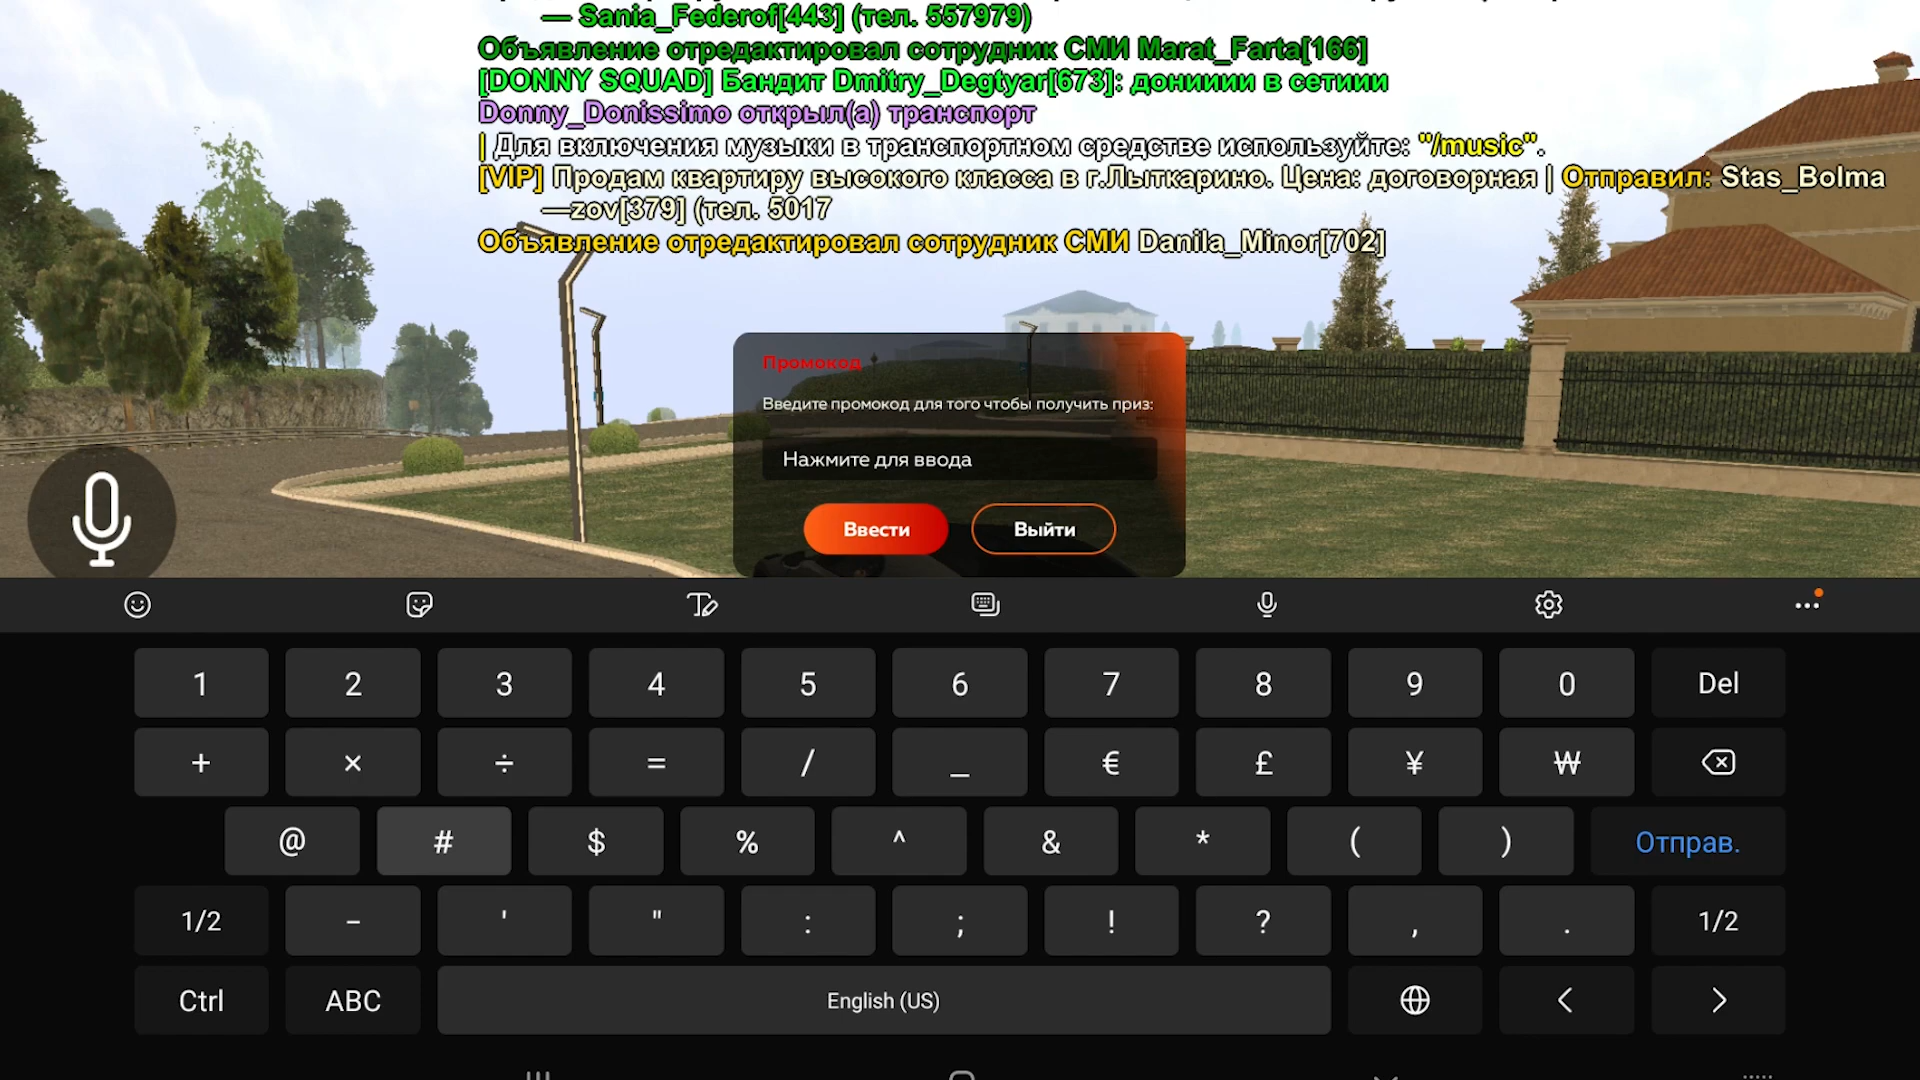 — Sania_Federof[443] (тел. 557979)
Объявление отредактировал сотрудник СМИ Marat_Farta[166]
[DONNY SQUAD] Бандит Dmitry_Degtyar[673]: донииии в сетиии
Donny_Donissimo открыл(а) транспорт
| Для включения музыки в транспортном средстве используйте: "/music".
[VIP] Продам квартиру высокого класса в г.Лыткарино. Цена: договорная | Отправил: Stas_Bolma
—zov[379] (тел. 5017
Объявление отредактировал сотрудник СМИ Danila_Minor[702]
Промокод
Введите промокод для того чтобы получить приз:
Нажмите для ввода
Ввести Выйти
1 2 3 4 5 6 7 8 9 0 Del
+ × ÷ = / _ € £ ¥ ₩
@ # $ % ^ & * ( ) Отправ.
1/2 - ' " : ; ! ? , . 1/2
Ctrl ABC English (US) < >